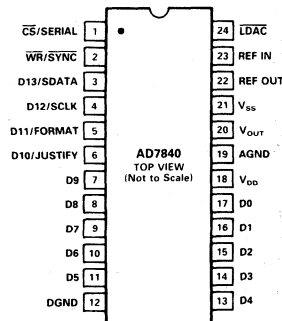 CS/SERIAL 1
WR/SYNC 2
D13/SDATA 3
D12/SCLK 4
D11/FORMAT 5
D10/JUSTIFY 6
D9 7
D8 8
D7 9
D6 10
D5 11
DGND 12
AD7840
TOP VIEW
(Not to Scale)
24 LDAC
23 REF IN
22 REF OUT
21 VSS
20 VOUT
19 AGND
18 VDD
17 D0
16 D1
15 D2
14 D3
13 D4